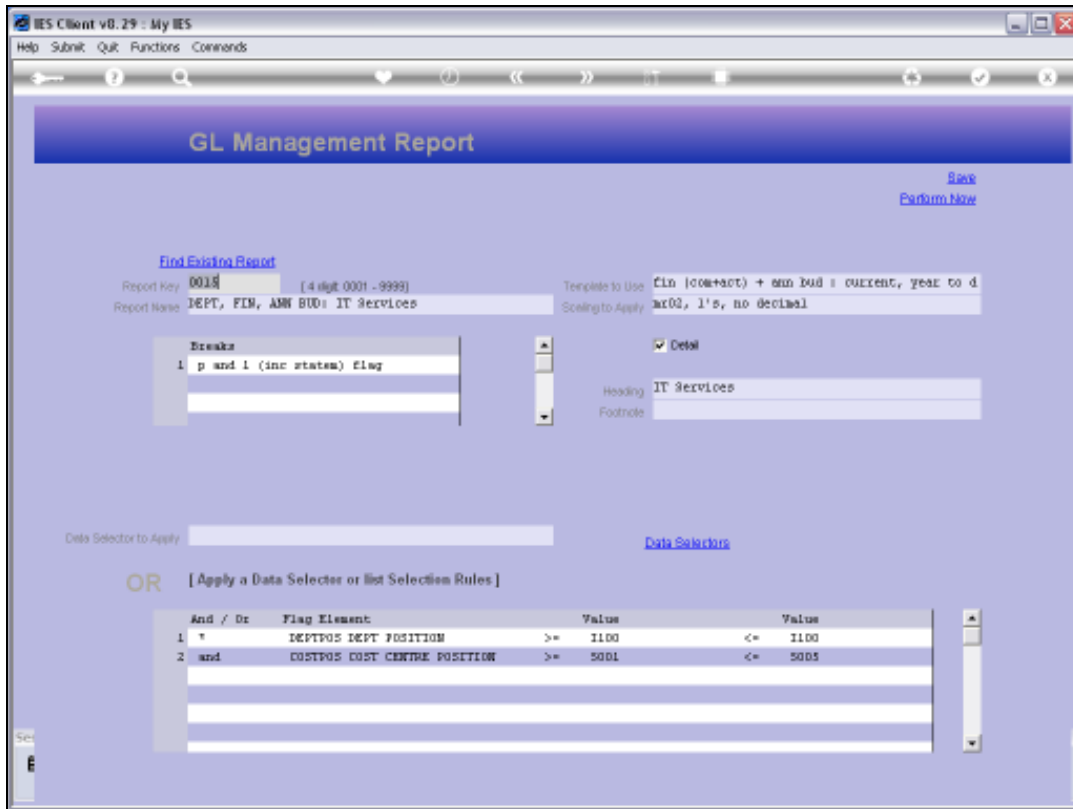 IES Client v8.29 : My IES
Help Submit Quit Functions Commands
GL Management Report
Save
Perform Now
Find Existing Report
Report Key 0015 [ 4 digit 0001 - 9999] Template to Use fin (com+act) + ann bud : current, year to d
Report Name DEPT, FIN, ANN BUD: IT Services Scaling to Apply mr02, 1's, no decimal
Breaks Detail
1 p and l (inc statem) flag
Heading IT Services
Footnote
Data Selector to Apply Data Selectors
OR [ Apply a Data Selector or list Selection Rules ]
And / Or Flag Element Value Value
1 * DEPTPOS DEPT POSITION >= I100 <= I100
2 and COSTPOS COST CENTRE POSITION >= 5001 <= 5005